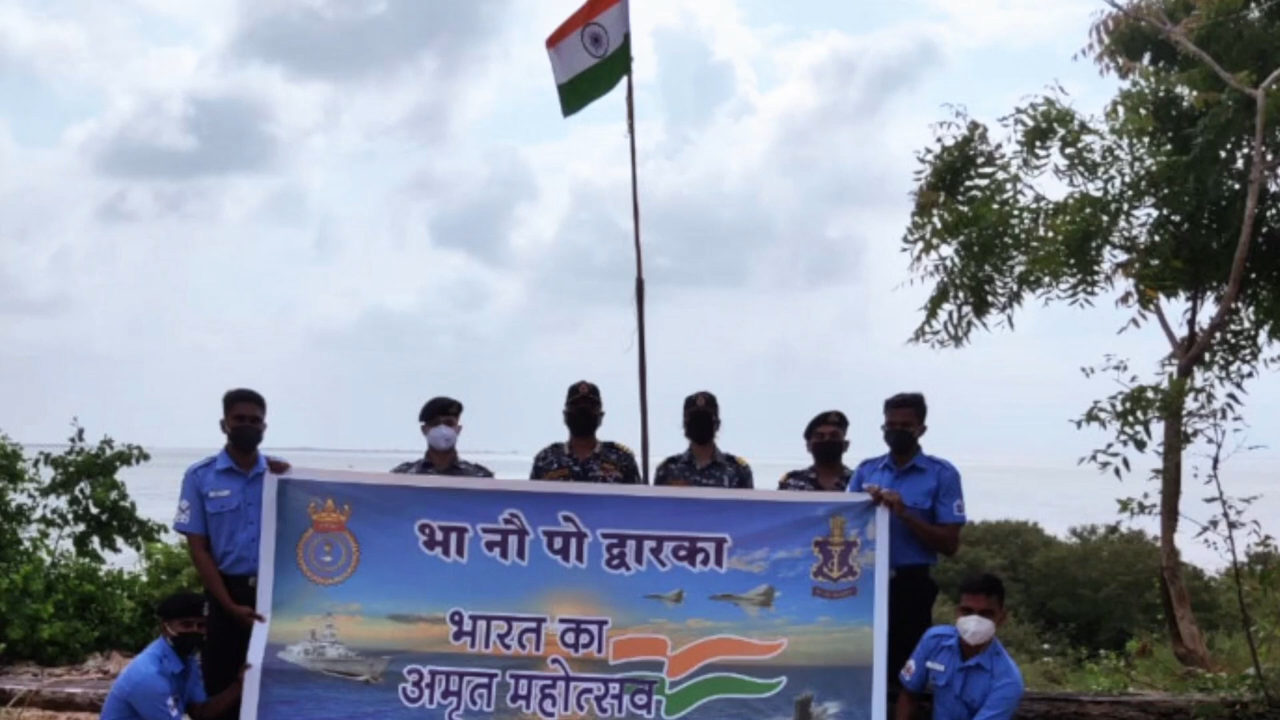 भा नौ पो द्वारका
भारत का
अमृत महोत्सव